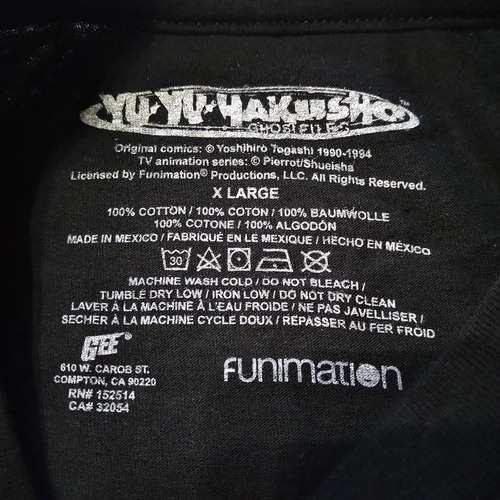 YU★YU★HAKUSHO™
GHOST FILES
Original comics: © Yoshihiro Togashi 1990-1994
TV animation series: © Pierrot/Shueisha
Licensed by Funimation® Productions, LLC. All Rights Reserved.
X LARGE
100% COTTON / 100% COTON / 100% BAUMWOLLE
100% COTONE / 100% ALGODÓN
MADE IN MEXICO / FABRIQUÉ EN LE MEXIQUE / HECHO EN MÉXICO
30
MACHINE WASH COLD / DO NOT BLEACH /
TUMBLE DRY LOW / IRON LOW / DO NOT DRY CLEAN
LAVER À LA MACHINE À L'EAU FROIDE / NE PAS JAVELLISER /
SECHER À LA MACHINE CYCLE DOUX / RÉPASSER AU FER FROID
GEE
610 W. CAROB ST.
COMPTON, CA 90220
RN# 152514
CA# 32054
FUNIMATION